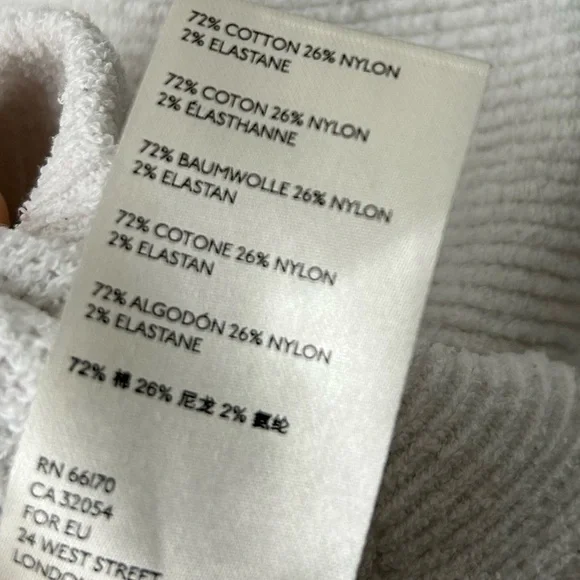 72% COTTON 26% NYLON
2% ELASTANE
72% COTON 26% NYLON
2% ÉLASTHANNE
72% BAUMWOLLE 26% NYLON
2% ELASTAN
72% COTONE 26% NYLON
2% ELASTAN
72% ALGODÓN 26% NYLON
2% ELASTANE
72% 棉 26% 尼龙 2% 氨纶
RN 66170
CA 32054
FOR EU
24 WEST STREET
LONDON